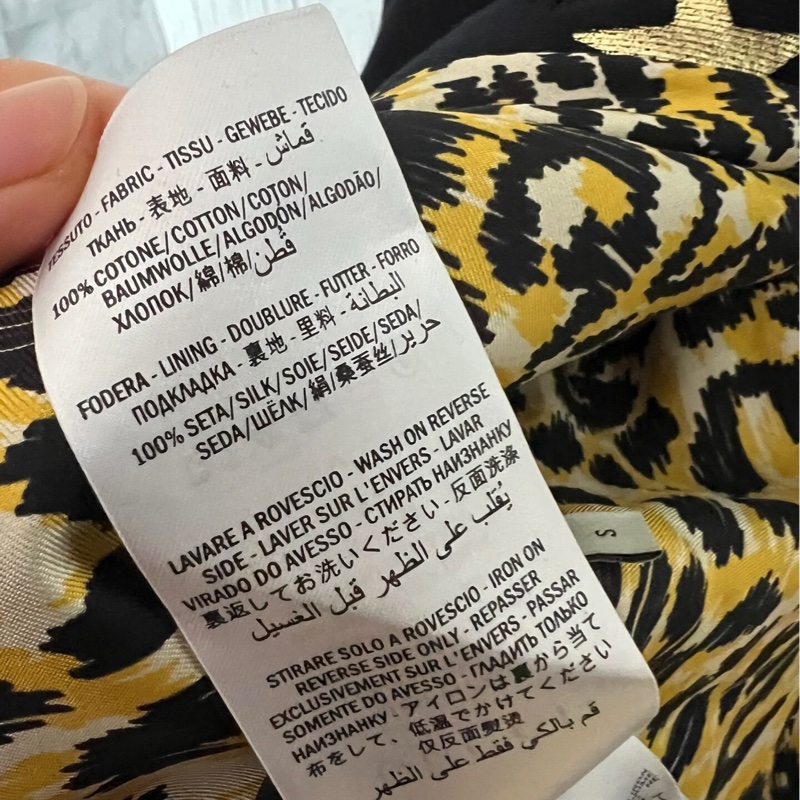 TESSUTO - FABRIC - TISSU - GEWEBE - TECIDO
ТКАНЬ - 表地 - 面料 - قماش
100% COTONE/COTTON/COTON/
BAUMWOLLE/ALGODON/ALGODÃO/
ХЛОПОК/綿/棉/قطن
FODERA - LINING - DOUBLURE - FUTTER - FORRO
ПОДКЛАДКА - 裏地 - 里料 - البطانة
100% SETA/SILK/SOIE/SEIDE/SEDA/
SEDA/ШЁЛК/絹/桑蚕丝/حرير
LAVARE A ROVESCIO - WASH ON REVERSE
SIDE - LAVER SUR L'ENVERS - LAVAR
VIRADO DO AVESSO - СТИРАТЬ НАИЗНАНКУ
裏返してお洗いください - 反面洗涤
يُقلب على الظهر قبل الغسيل
STIRARE SOLO A ROVESCIO - IRON ON
REVERSE SIDE ONLY - REPASSER
EXCLUSIVEMENT SUR L'ENVERS - PASSAR
SOMENTE DO AVESSO - ГЛАДИТЬ ТОЛЬКО
НАИЗНАНКУ - アイロンは裏から当て
布をして、低温でかけてください
仅反面熨烫
قم بالكي فقط على الظهر
S